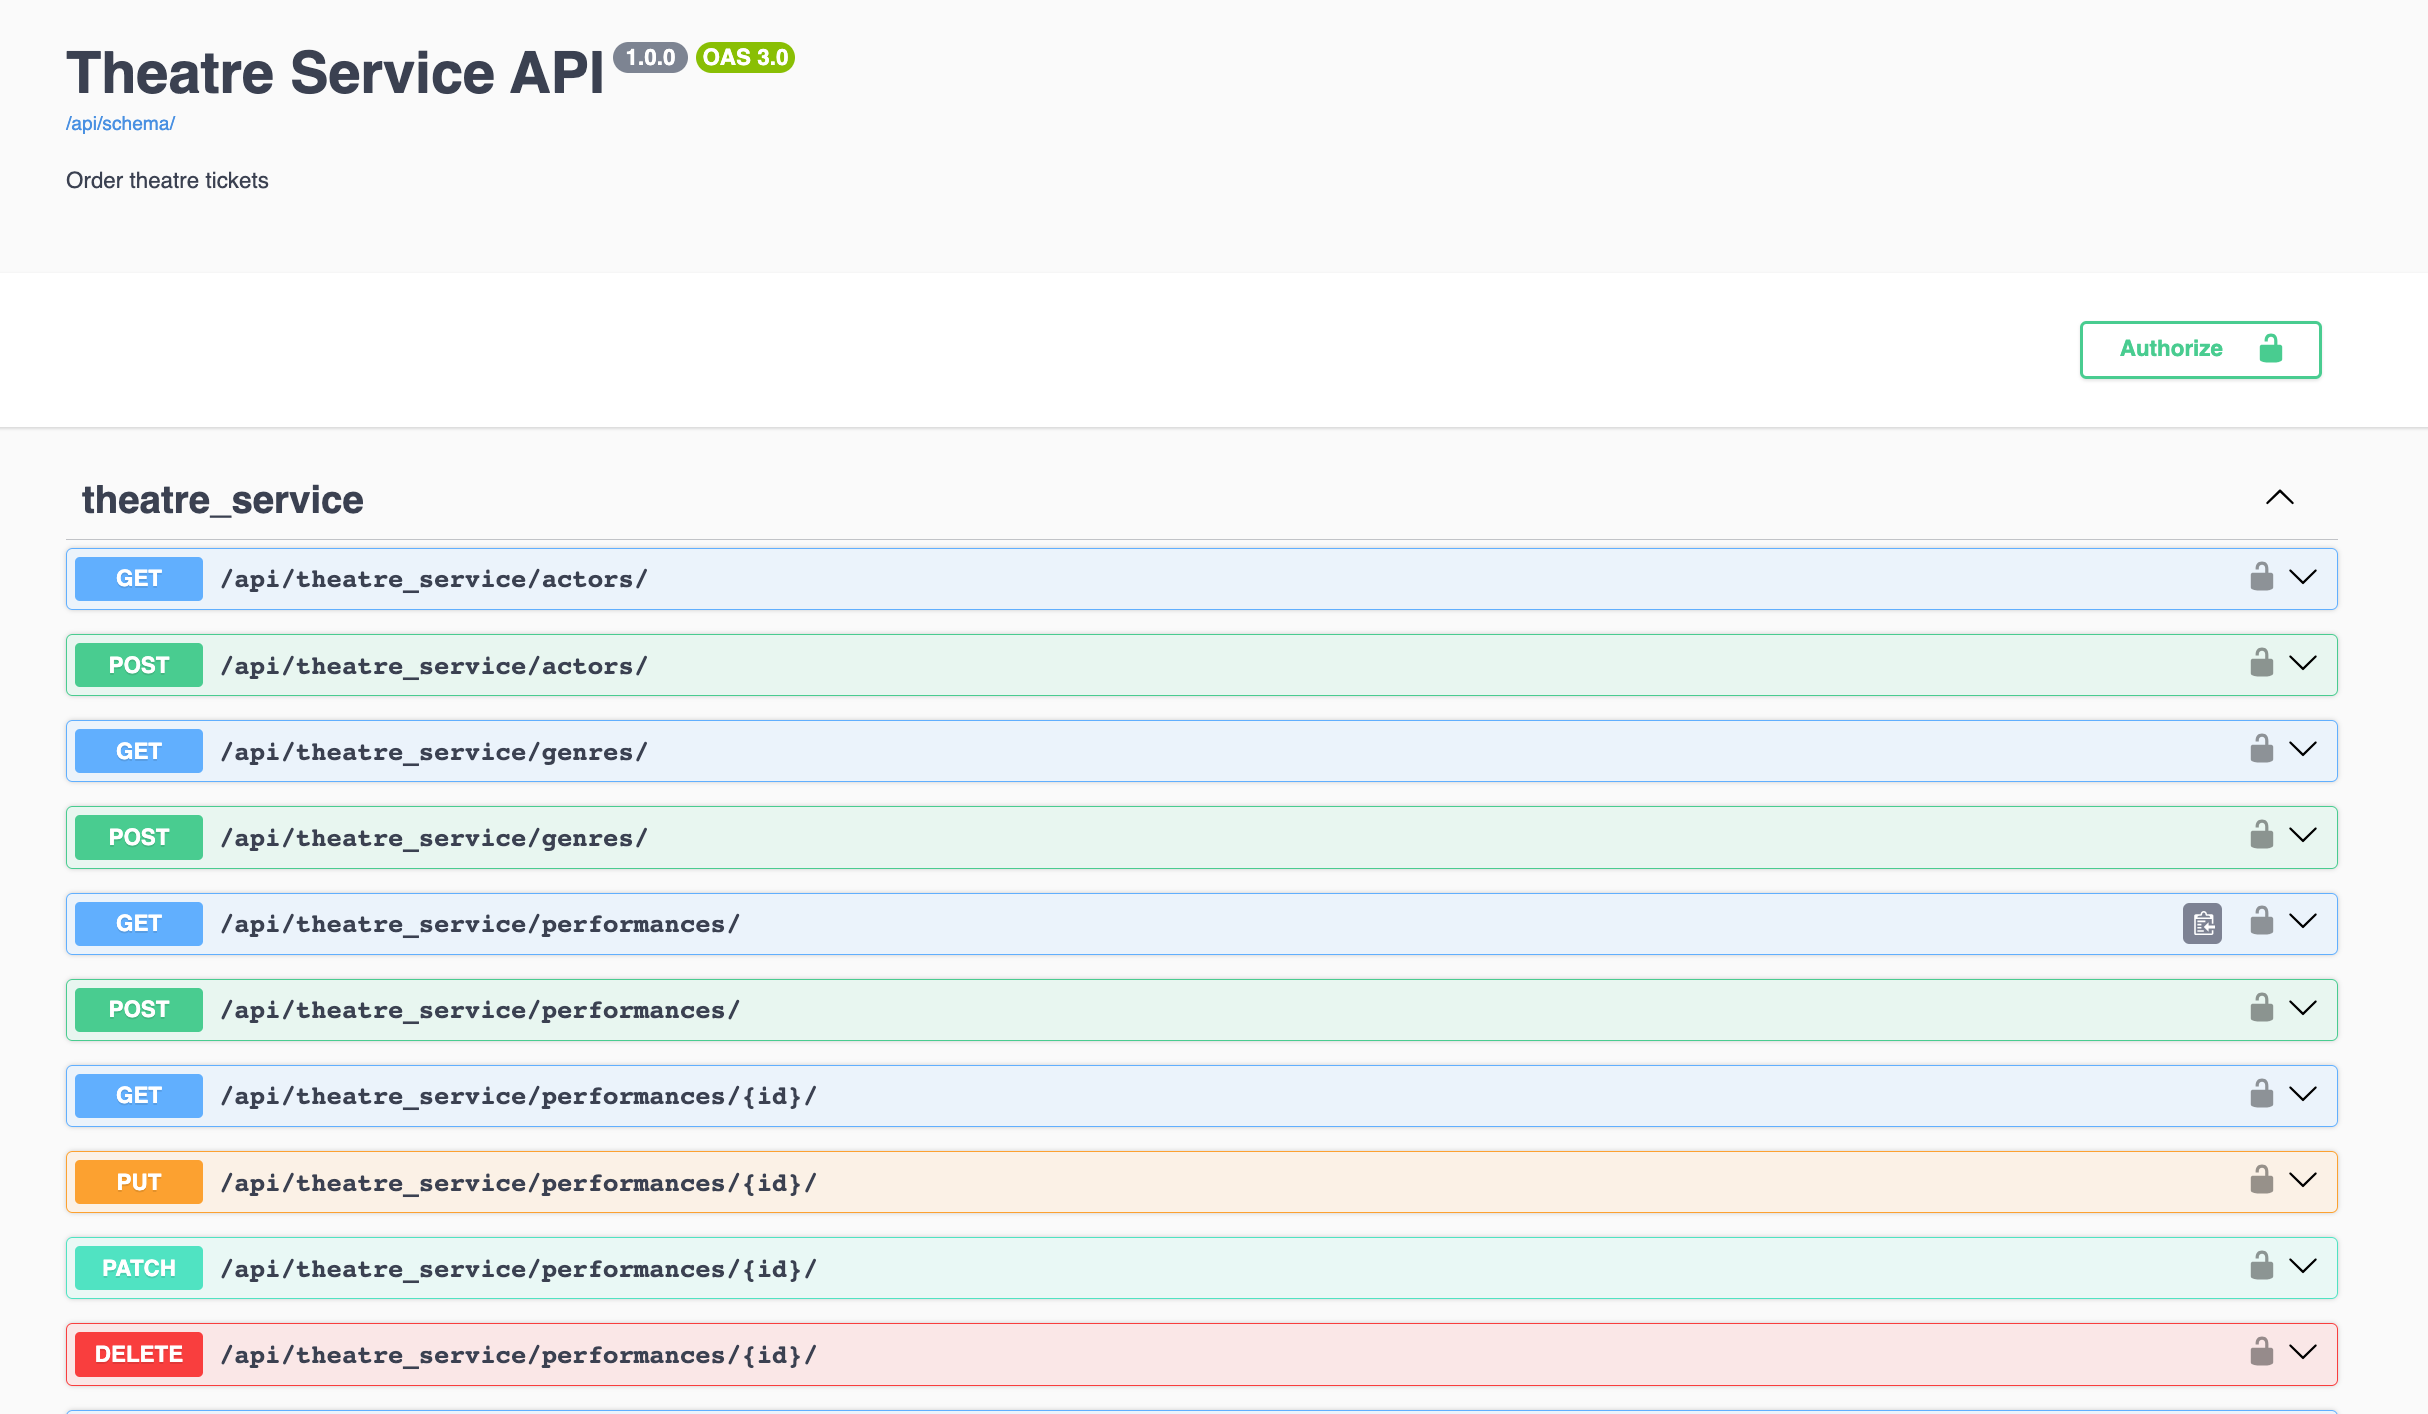 Theatre Service API 1.0.0 OAS 3.0
/api/schema/
Order theatre tickets
Authorize
theatre_service
GET /api/theatre_service/actors/
POST /api/theatre_service/actors/
GET /api/theatre_service/genres/
POST /api/theatre_service/genres/
GET /api/theatre_service/performances/
POST /api/theatre_service/performances/
GET /api/theatre_service/performances/{id}/
PUT /api/theatre_service/performances/{id}/
PATCH /api/theatre_service/performances/{id}/
DELETE /api/theatre_service/performances/{id}/